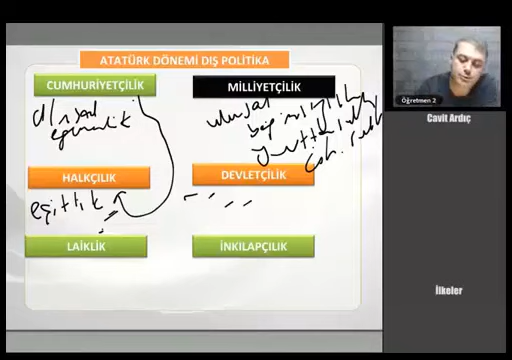 ATATÜRK DÖNEMİ DIŞ POLİTİKA
CUMHURİYETÇİLİK
MİLLİYETÇİLİK
ulusal
egemenlik
HALKÇILIK
DEVLETÇİLİK
eşitlik
LAİKLİK
İNKILAPÇILIK
Öğretmen 2
Cavit Ardıç
İlkeler